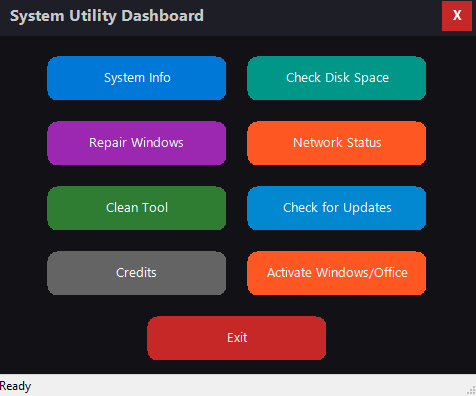 System Utility Dashboard
X
System Info
Check Disk Space
Repair Windows
Network Status
Clean Tool
Check for Updates
Credits
Activate Windows/Office
Exit
Ready